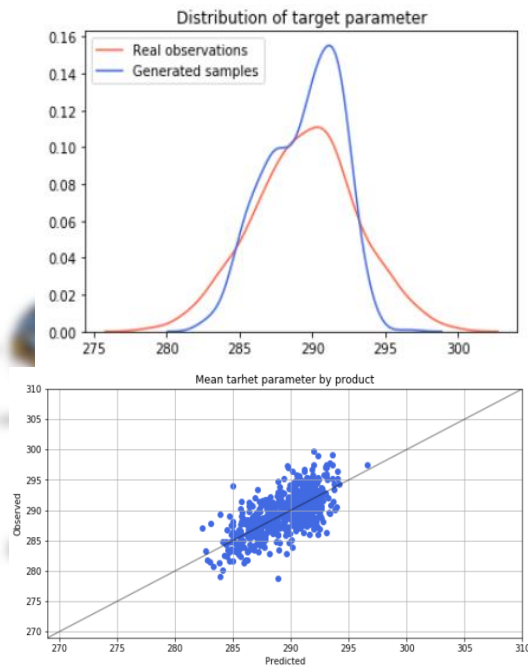 Distribution of target parameter
Real observations
Generated samples
0.16
0.14
0.12
0.10
0.08
0.06
0.04
0.02
0.00
275 280 285 290 295 300
Mean tarhet parameter by product
310
305
300
295
290
285
280
275
270
Observed
270 275 280 285 290 295 300 305 310
Predicted